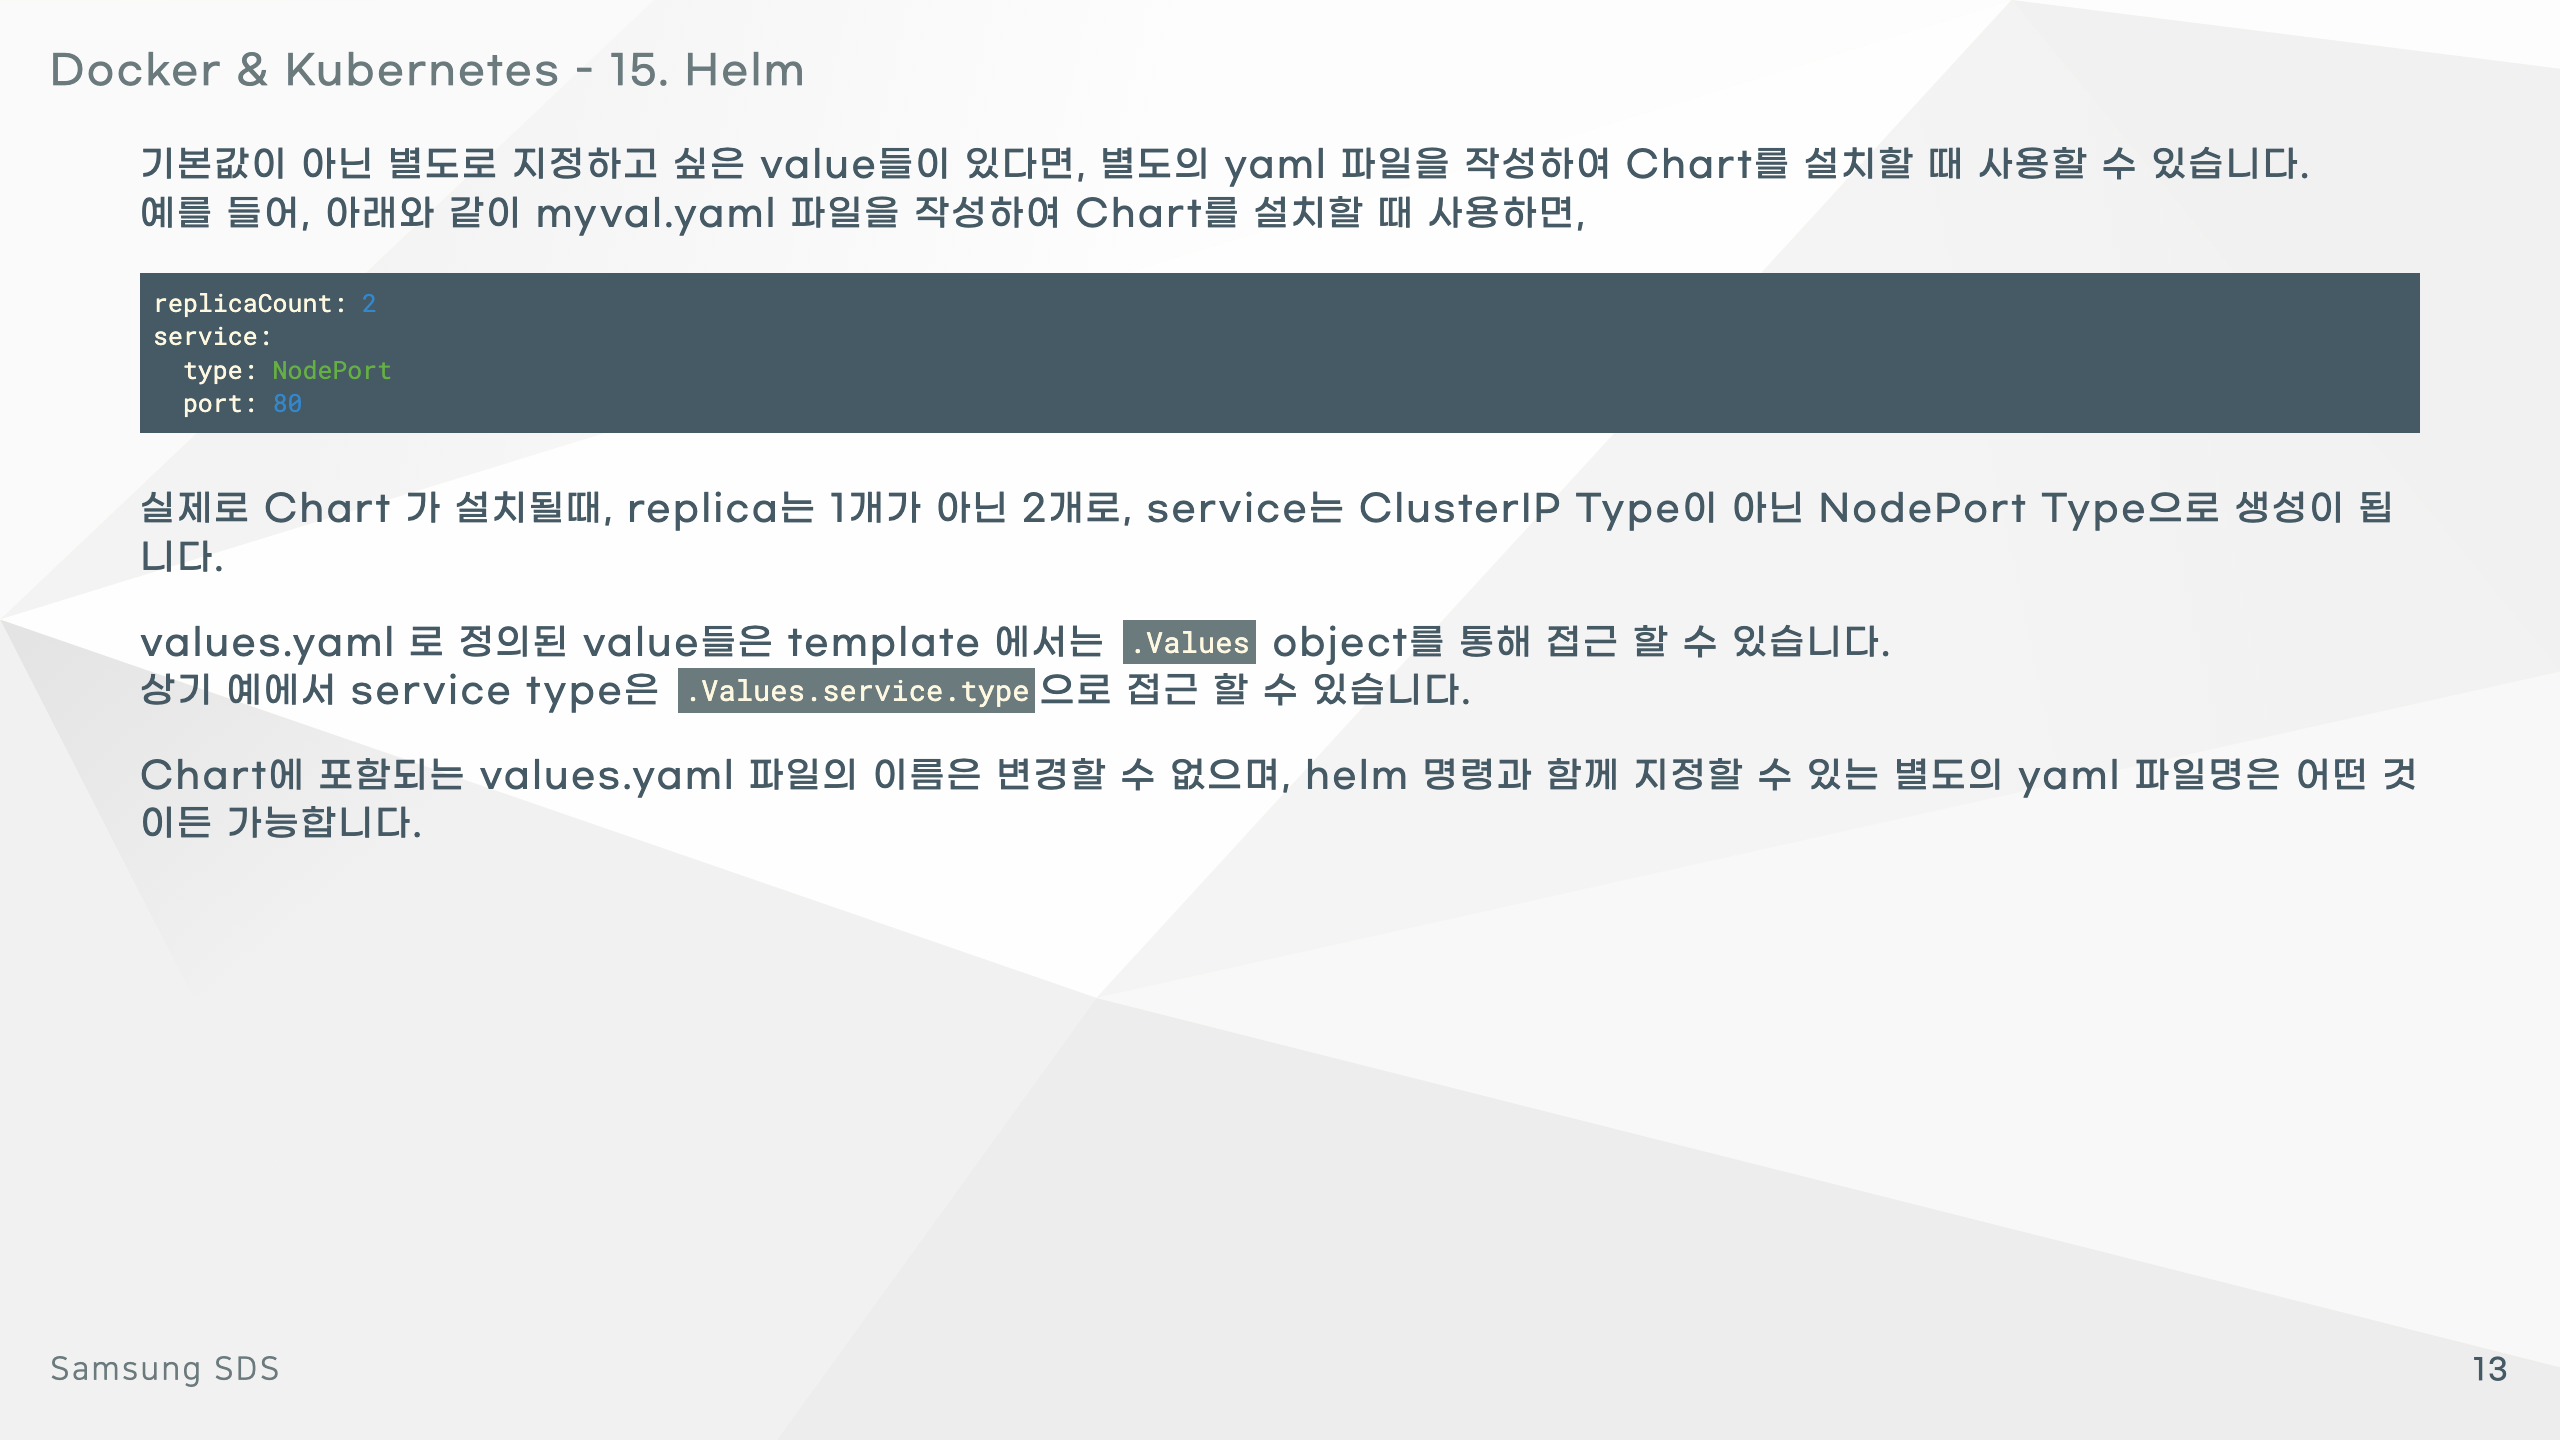 Docker & Kubernetes - 15. Helm
기본값이 아닌 별도로 지정하고 싶은 value들이 있다면, 별도의 yaml 파일을 작성하여 Chart를 설치할 때 사용할 수 있습니다.
예를 들어, 아래와 같이 myval.yaml 파일을 작성하여 Chart를 설치할 때 사용하면,
replicaCount: 2
service:
  type: NodePort
  port: 80
실제로 Chart 가 설치될때, replica는 1개가 아닌 2개로, service는 ClusterIP Type이 아닌 NodePort Type으로 생성이 됩
니다.
values.yaml 로 정의된 value들은 template 에서는 .Values object를 통해 접근 할 수 있습니다.
상기 예에서 service type은 .Values.service.type으로 접근 할 수 있습니다.
Chart에 포함되는 values.yaml 파일의 이름은 변경할 수 없으며, helm 명령과 함께 지정할 수 있는 별도의 yaml 파일명은 어떤 것
이든 가능합니다.
Samsung SDS
13